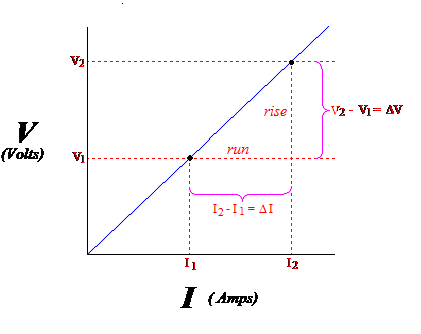 V2
rise
V2 - V1 = ΔV
V
(Volts)
V1
run
I2 - I1 = ΔI
I1
I2
I (Amps)